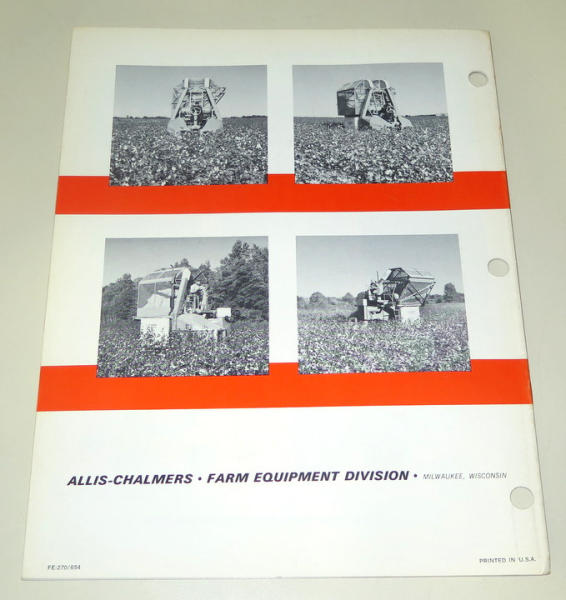 ALLIS-CHALMERS • FARM EQUIPMENT DIVISION • MILWAUKEE, WISCONSIN
FE-270/654
PRINTED IN U.S.A.